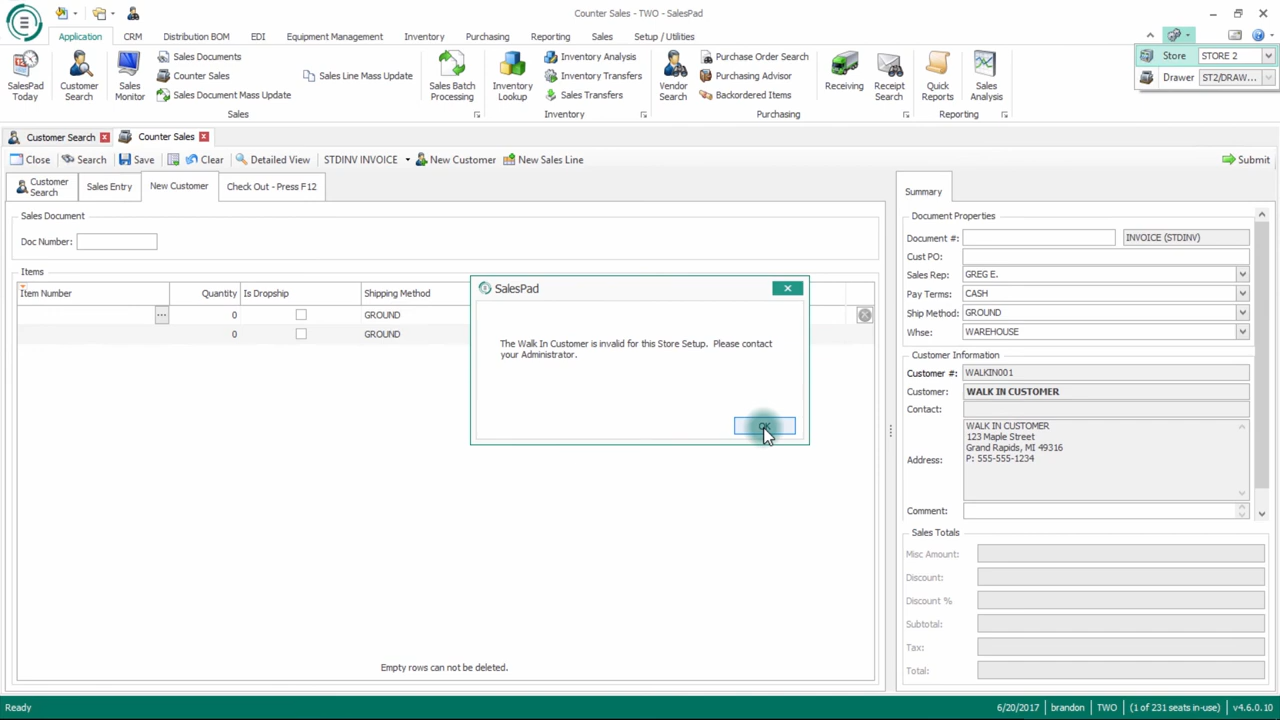 Counter Sales - TWO - SalesPad
Application CRM Distribution BOM EDI Equipment Management Inventory Purchasing Reporting Sales Setup / Utilities
Store STORE 2
Drawer ST2/DRAW...
SalesPad Today
Customer Search
Sales Monitor
Sales Documents
Counter Sales
Sales Document Mass Update
Sales Line Mass Update
Sales Batch Processing
Inventory Lookup
Inventory Analysis
Inventory Transfers
Sales Transfers
Vendor Search
Purchase Order Search
Purchasing Advisor
Backordered Items
Receiving
Receipt Search
Quick Reports
Sales Analysis
Sales Inventory Purchasing Reporting
Customer Search Counter Sales
Close Search Save Clear Detailed View STDINV INVOICE New Customer New Sales Line Submit
Customer Search
Sales Entry
New Customer
Check Out - Press F12
Sales Document
Doc Number:
Items
Item Number Quantity Is Dropship Shipping Method
0 GROUND
0 GROUND
Empty rows can not be deleted.
SalesPad
The Walk In Customer is invalid for this Store Setup. Please contact
your Administrator.
OK
Summary
Document Properties
Document #: INVOICE (STDINV)
Cust PO:
Sales Rep: GREG E.
Pay Terms: CASH
Ship Method: GROUND
Whse: WAREHOUSE
Customer Information
Customer #: WALKIN001
Customer: WALK IN CUSTOMER
Contact:
Address:
WALK IN CUSTOMER
123 Maple Street
Grand Rapids, MI 49316
P: 555-555-1234
Comment:
Sales Totals
Misc Amount:
Discount:
Discount %
Subtotal:
Tax:
Total:
Ready 6/20/2017 brandon TWO (1 of 231 seats in-use) v4.6.0.10